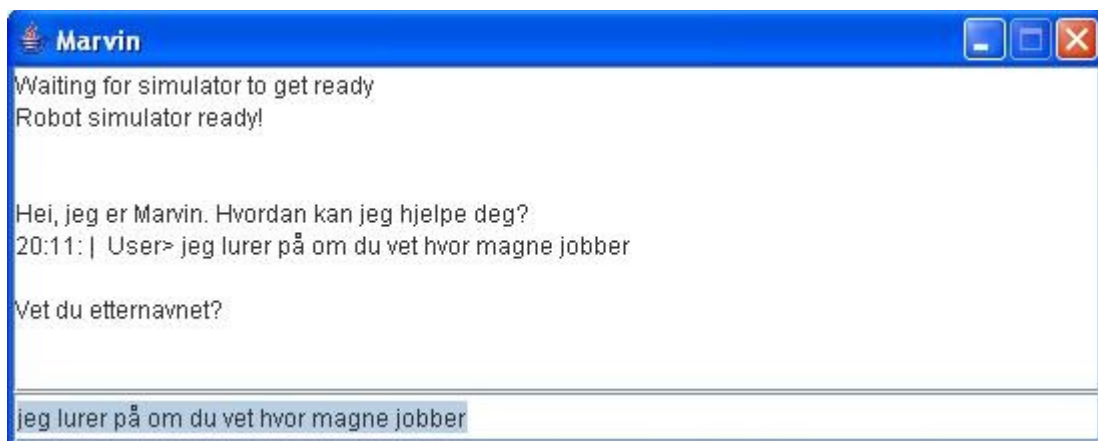 Marvin
Waiting for simulator to get ready
Robot simulator ready!
Hei, jeg er Marvin. Hvordan kan jeg hjelpe deg?
20:11: | User> jeg lurer på om du vet hvor magne jobber
Vet du etternavnet?
jeg lurer på om du vet hvor magne jobber